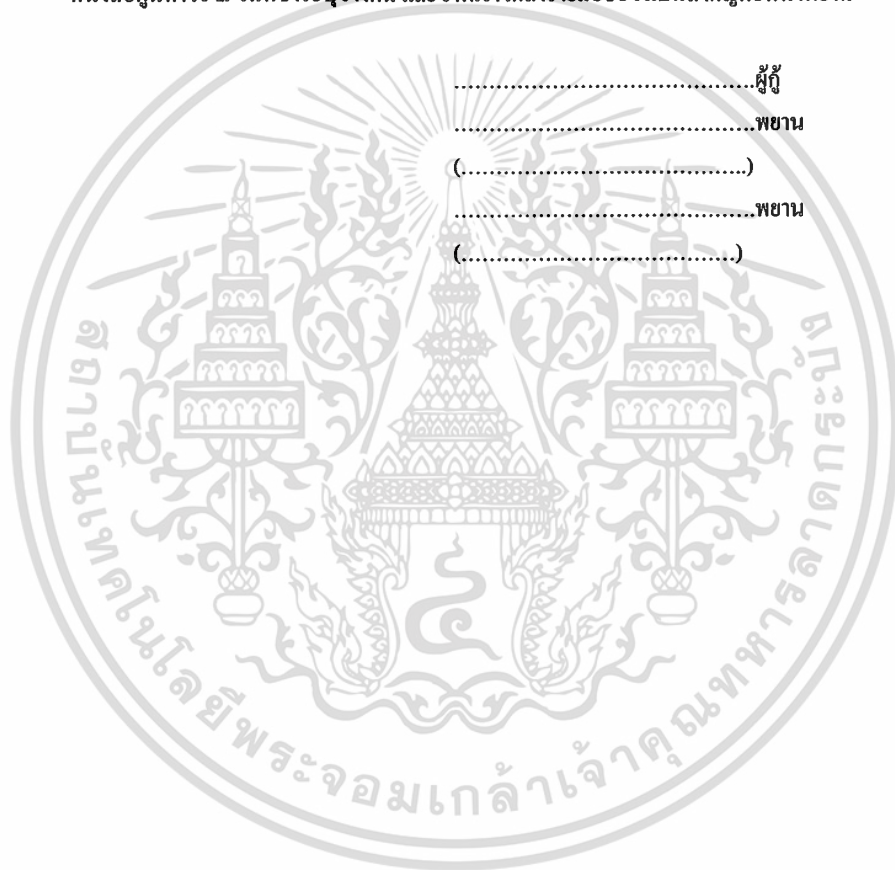 .......................................ผู้กู้
.......................................พยาน
(.....................................)
.......................................พยาน
(....................................)
สถาบันเทคโนโลยีพระจอมเกล้าเจ้าคุณทหารลาดกระบัง